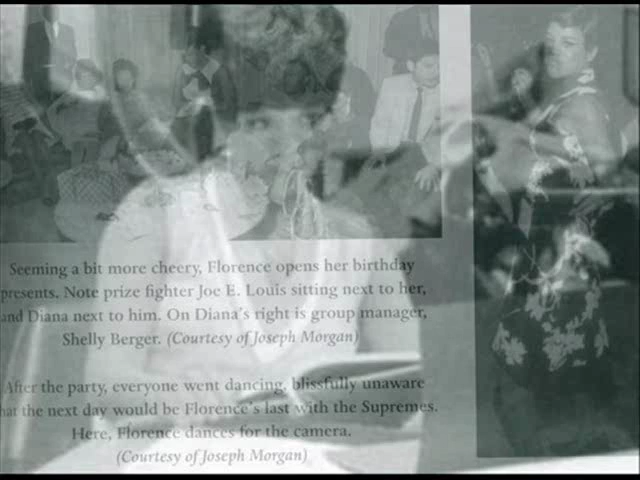 Seeming a bit more cheery, Florence opens her birthday
presents. Note prize fighter Joe E. Louis sitting next to her,
and Diana next to him. On Diana's right is group manager,
Shelly Berger. (Courtesy of Joseph Morgan)
After the party, everyone went dancing, blissfully unaware
that the next day would be Florence's last with the Supremes.
Here, Florence dances for the camera.
(Courtesy of Joseph Morgan)